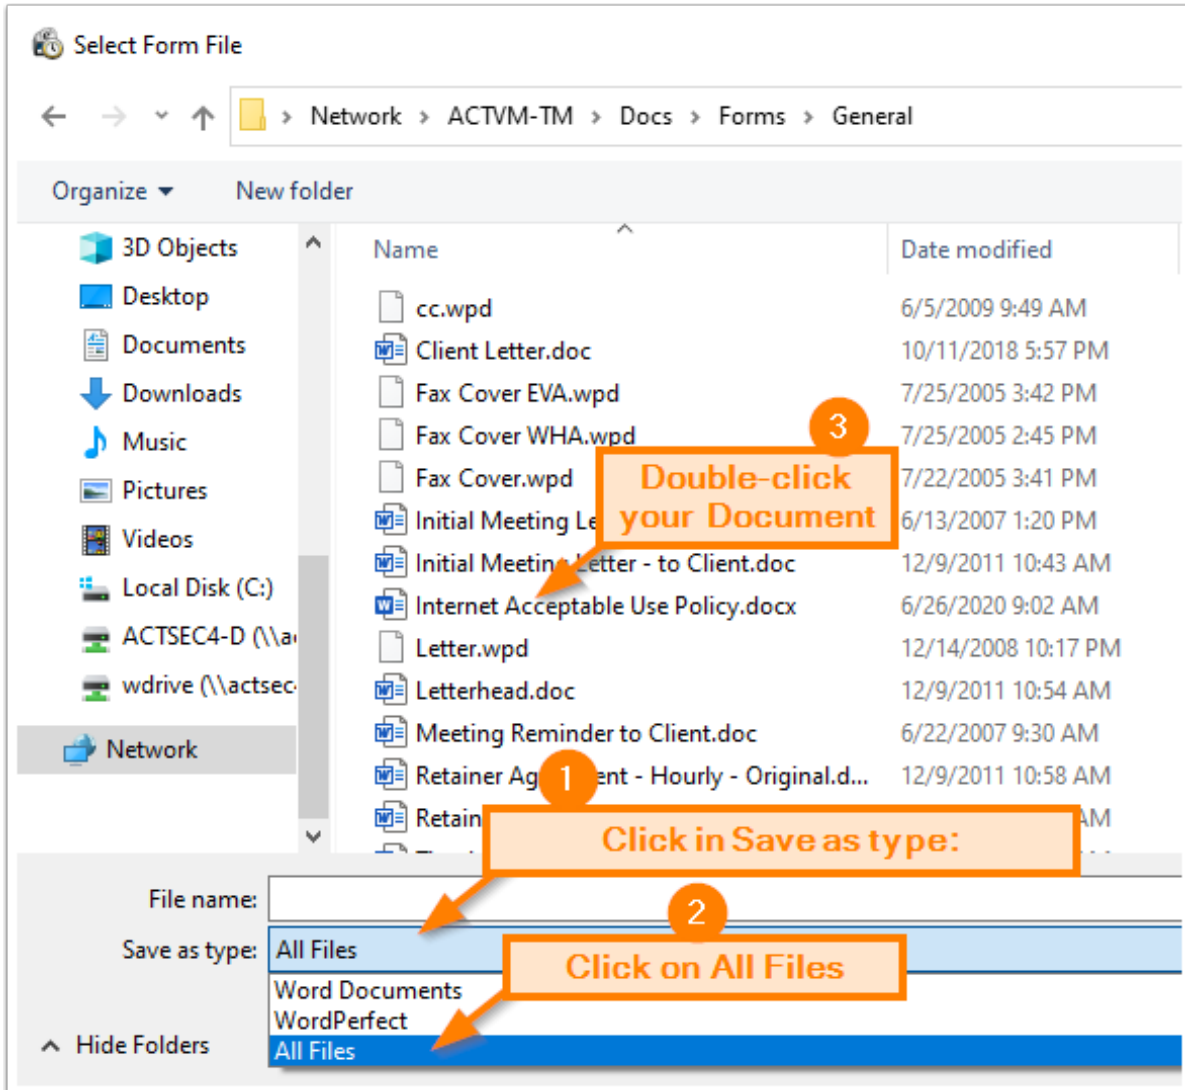 Select Form File
Network > ACTVM-TM > Docs > Forms > General
Organize New folder
3D Objects
Desktop
Documents
Downloads
Music
Pictures
Videos
Local Disk (C:)
ACTSEC4-D (\\a
wdrive (\\actsec
Network
Name Date modified
cc.wpd 6/5/2009 9:49 AM
Client Letter.doc 10/11/2018 5:57 PM
Fax Cover EVA.wpd 7/25/2005 3:42 PM
Fax Cover WHA.wpd 7/25/2005 2:45 PM
Fax Cover.wpd 7/22/2005 3:41 PM
Initial Meeting Le 6/13/2007 1:20 PM
Initial Meeting Letter - to Client.doc 12/9/2011 10:43 AM
Internet Acceptable Use Policy.docx 6/26/2020 9:02 AM
Letter.wpd 12/14/2008 10:17 PM
Letterhead.doc 12/9/2011 10:54 AM
Meeting Reminder to Client.doc 6/22/2007 9:30 AM
Retainer Ag ent - Hourly - Original.d... 12/9/2011 10:58 AM
Retain AM
3
Double-click
your Document
1
Click in Save as type:
File name:
Save as type: All Files
2
Click on All Files
Word Documents
WordPerfect
All Files
Hide Folders